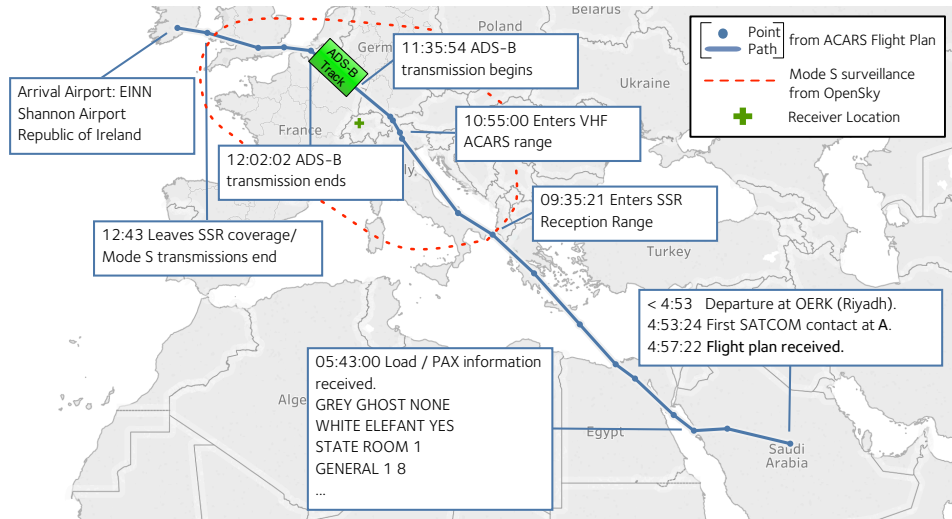 Belarus
Poland
Germ
Ukraine
France
ly,
Turkey
Alge
Egypt
Saudi
Arabia
Point
Path
from ACARS Flight Plan
Mode S surveillance
from OpenSky
Receiver Location
ADS-B
Track
11:35:54 ADS-B
transmission begins
Arrival Airport: EINN
Shannon Airport
Republic of Ireland
10:55:00 Enters VHF
ACARS range
12:02:02 ADS-B
transmission ends
09:35:21 Enters SSR
Reception Range
12:43 Leaves SSR coverage/
Mode S transmissions end
< 4:53 Departure at OERK (Riyadh).
4:53:24 First SATCOM contact at A.
4:57:22 Flight plan received.
05:43:00 Load / PAX information
received.
GREY GHOST NONE
WHITE ELEFANT YES
STATE ROOM 1
GENERAL 1 8
...